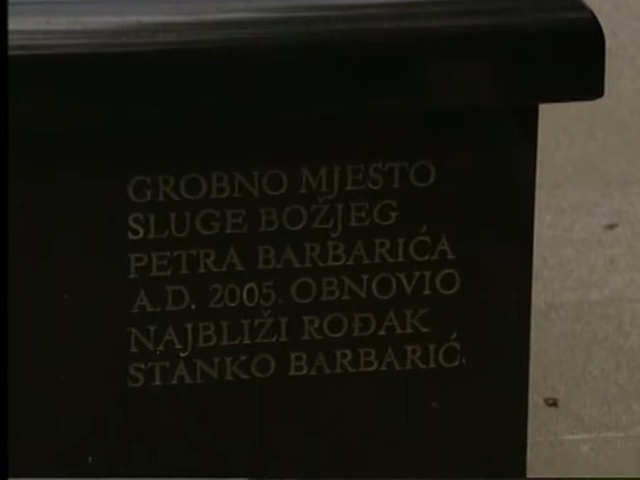 GROBNO MJESTO
SLUGE BOŽJEG
PETRA BARBARIĆA
A.D. 2005. OBNOVIO
NAJBLIŽI ROĐAK
STANKO BARBARIĆ.